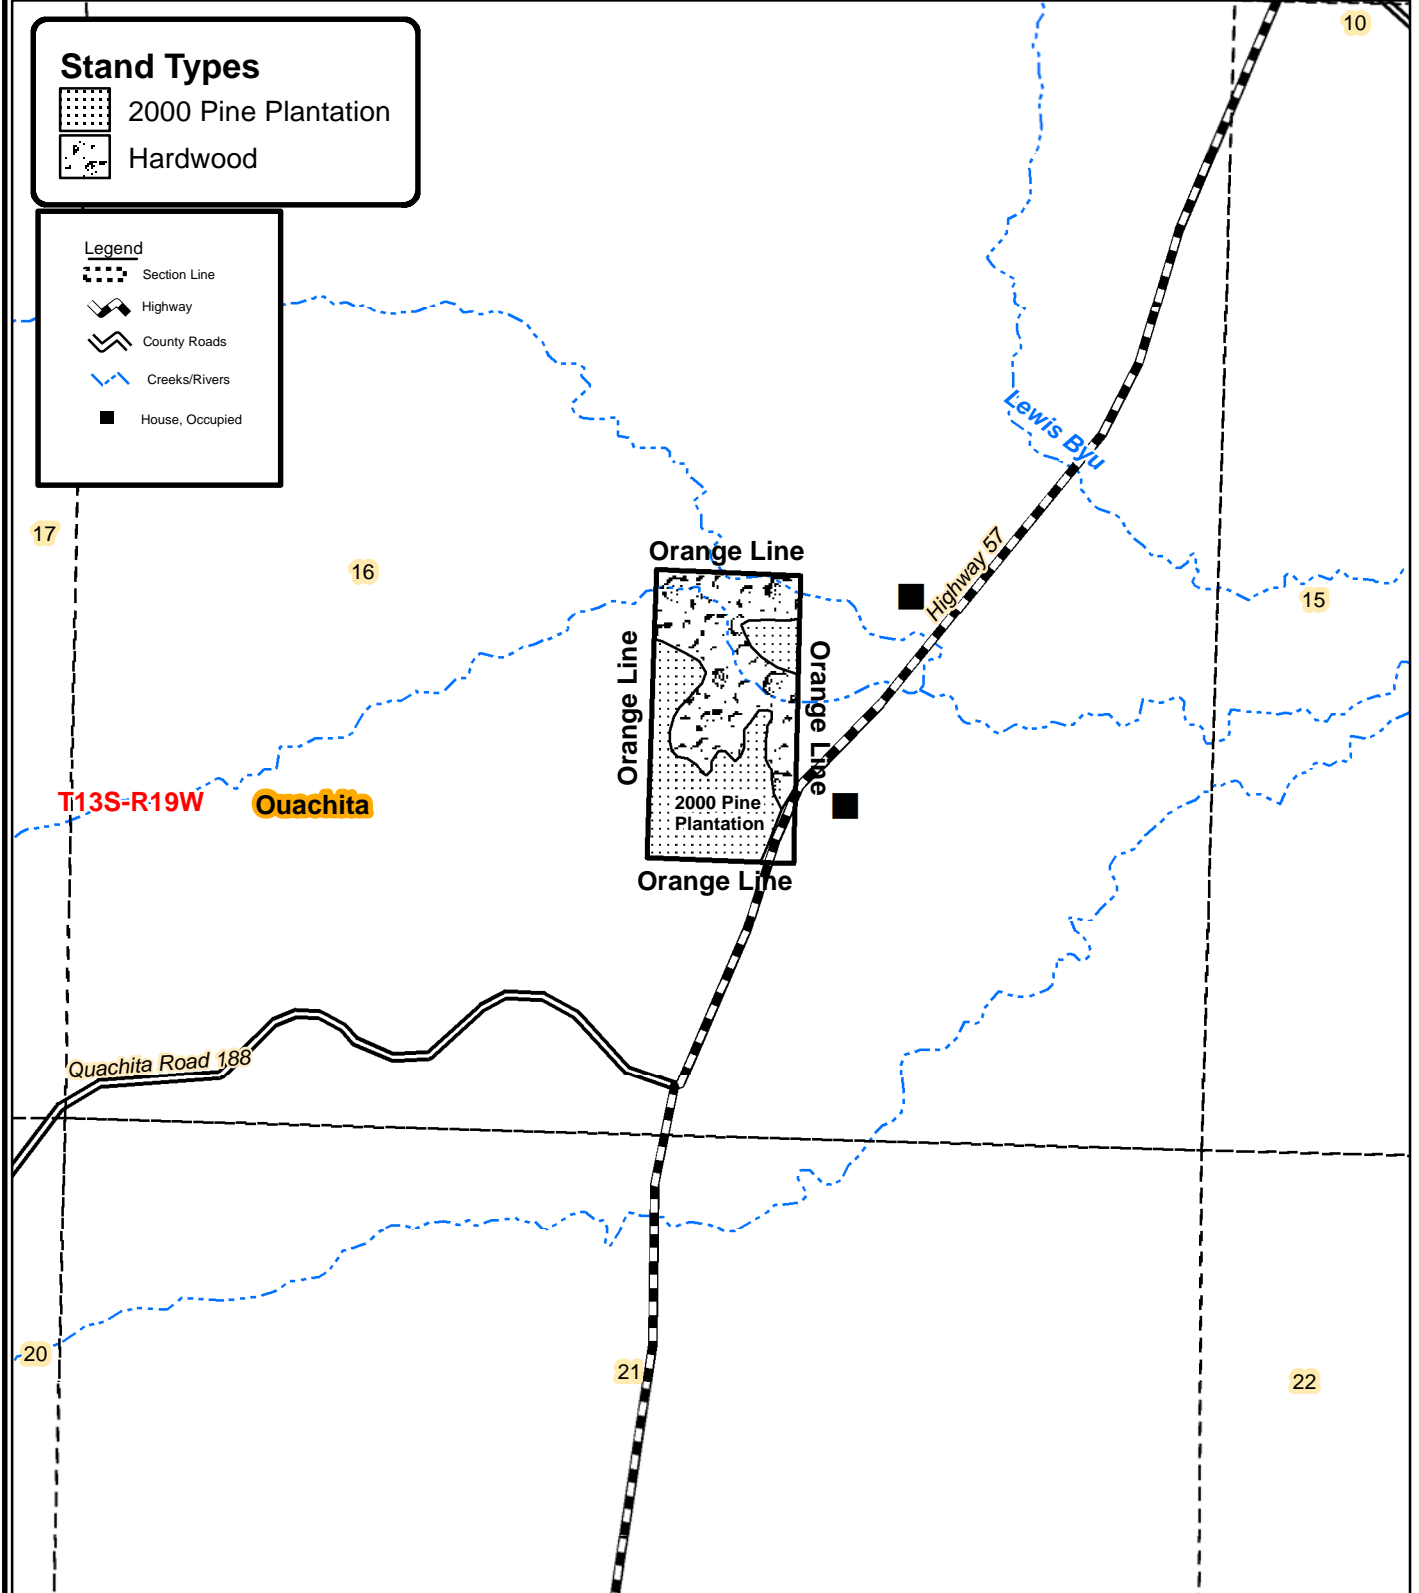 Stand Types
2000 Pine Plantation
Hardwood
Legend
Section Line
Highway
County Roads
Creeks/Rivers
House, Occupied
10
Lewis Byu
17
16
Orange Line
Highway 57
15
Orange Line
Orange Line
T13S-R19W
Ouachita
2000 Pine
Plantation
Orange Line
Quachita Road 188
20
21
22